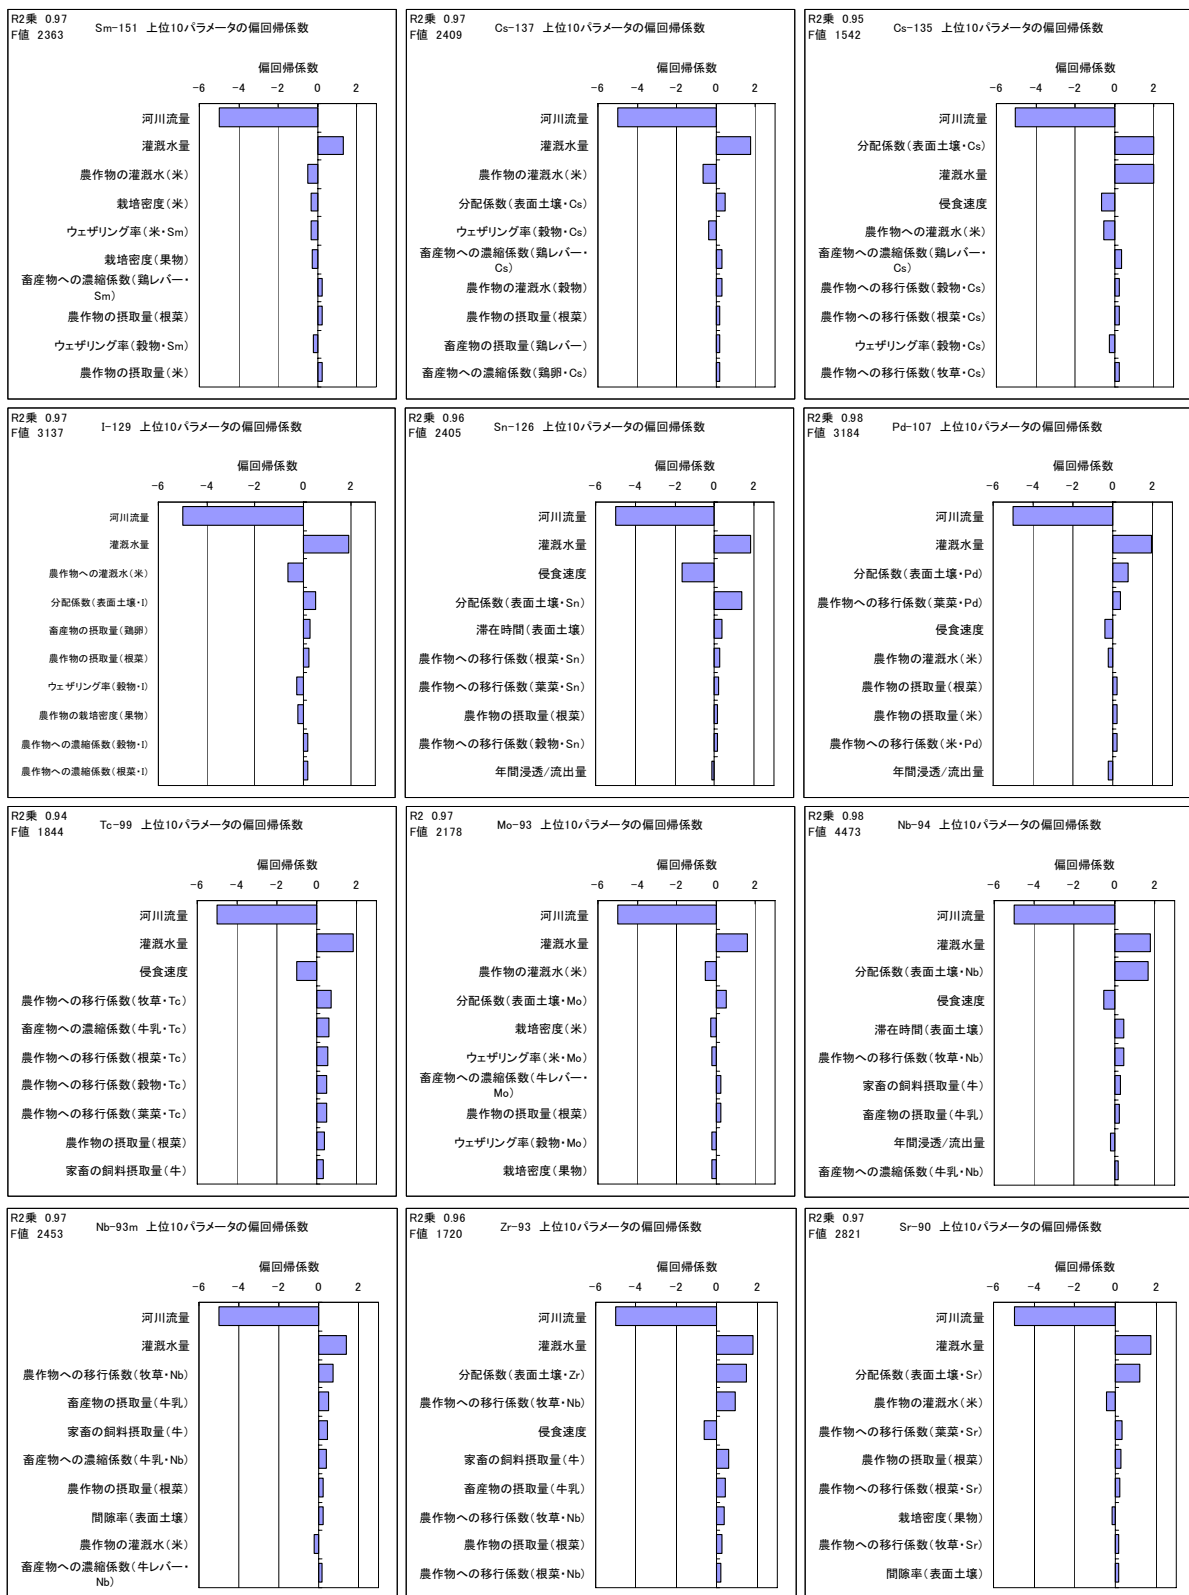 R2乗 0.97
F値 2363
Sm-151 上位10パラメータの偏回帰係数
偏回帰係数
-6 -4 -2 0 2
河川流量
灌漑水量
農作物の灌漑水(米)
栽培密度(米)
ウェザリング率(米・Sm)
栽培密度(果物)
畜産物への濃縮係数(鶏レバー・
Sm)
農作物の摂取量(根菜)
ウェザリング率(穀物・Sm)
農作物の摂取量(米)
R2乗 0.97
F値 2409
Cs-137 上位10パラメータの偏回帰係数
偏回帰係数
-6 -4 -2 0 2
河川流量
灌漑水量
農作物の灌漑水(米)
分配係数(表面土壌・Cs)
ウェザリング率(穀物・Cs)
畜産物への濃縮係数(鶏レバー・
Cs)
農作物の灌漑水(穀物)
農作物の摂取量(根菜)
畜産物の摂取量(鶏レバー)
畜産物への濃縮係数(鶏卵・Cs)
R2乗 0.95
F値 1542
Cs-135 上位10パラメータの偏回帰係数
偏回帰係数
-6 -4 -2 0 2
河川流量
分配係数(表面土壌・Cs)
灌漑水量
侵食速度
農作物への灌漑水(米)
畜産物への濃縮係数(鶏レバー・
Cs)
農作物への移行係数(穀物・Cs)
農作物への移行係数(根菜・Cs)
ウェザリング率(穀物・Cs)
農作物への移行係数(牧草・Cs)
R2乗 0.97
F値 3137
I-129 上位10パラメータの偏回帰係数
偏回帰係数
-6 -4 -2 0 2
河川流量
灌漑水量
農作物への灌漑水(米)
分配係数(表面土壌・I)
畜産物の摂取量(鶏卵)
農作物の摂取量(根菜)
ウェザリング率(穀物・I)
農作物の栽培密度(果物)
農作物への濃縮係数(穀物・I)
農作物への濃縮係数(根菜・I)
R2乗 0.96
F値 2405
Sn-126 上位10パラメータの偏回帰係数
偏回帰係数
-6 -4 -2 0 2
河川流量
灌漑水量
侵食速度
分配係数(表面土壌・Sn)
滞在時間(表面土壌)
農作物への移行係数(根菜・Sn)
農作物への移行係数(葉菜・Sn)
農作物の摂取量(根菜)
農作物への移行係数(穀物・Sn)
年間浸透/流出量
R2乗 0.98
F値 3184
Pd-107 上位10パラメータの偏回帰係数
偏回帰係数
-6 -4 -2 0 2
河川流量
灌漑水量
分配係数(表面土壌・Pd)
農作物への移行係数(葉菜・Pd)
侵食速度
農作物の灌漑水(米)
農作物の摂取量(根菜)
農作物の摂取量(米)
農作物への移行係数(米・Pd)
年間浸透/流出量
R2乗 0.94
F値 1844
Tc-99 上位10パラメータの偏回帰係数
偏回帰係数
-6 -4 -2 0 2
河川流量
灌漑水量
侵食速度
農作物への移行係数(牧草・Tc)
畜産物への濃縮係数(牛乳・Tc)
農作物への移行係数(根菜・Tc)
農作物への移行係数(穀物・Tc)
農作物への移行係数(葉菜・Tc)
農作物の摂取量(根菜)
家畜の飼料摂取量(牛)
R2 0.97
F値 2178
Mo-93 上位10パラメータの偏回帰係数
偏回帰係数
-6 -4 -2 0 2
河川流量
灌漑水量
農作物の灌漑水(米)
分配係数(表面土壌・Mo)
栽培密度(米)
ウェザリング率(米・Mo)
畜産物への濃縮係数(牛レバー・
Mo)
農作物の摂取量(根菜)
ウェザリング率(穀物・Mo)
栽培密度(果物)
R2乗 0.98
F値 4473
Nb-94 上位10パラメータの偏回帰係数
偏回帰係数
-6 -4 -2 0 2
河川流量
灌漑水量
分配係数(表面土壌・Nb)
侵食速度
滞在時間(表面土壌)
農作物への移行係数(牧草・Nb)
家畜の飼料摂取量(牛)
畜産物の摂取量(牛乳)
年間浸透/流出量
畜産物への濃縮係数(牛乳・Nb)
R2乗 0.97
F値 2453
Nb-93m 上位10パラメータの偏回帰係数
偏回帰係数
-6 -4 -2 0 2
河川流量
灌漑水量
農作物への移行係数(牧草・Nb)
畜産物の摂取量(牛乳)
家畜の飼料摂取量(牛)
畜産物への濃縮係数(牛乳・Nb)
農作物の摂取量(根菜)
間隙率(表面土壌)
農作物の灌漑水(米)
畜産物への濃縮係数(牛レバー・
Nb)
R2乗 0.96
F値 1720
Zr-93 上位10パラメータの偏回帰係数
偏回帰係数
-6 -4 -2 0 2
河川流量
灌漑水量
分配係数(表面土壌・Zr)
農作物への移行係数(牧草・Nb)
侵食速度
家畜の飼料摂取量(牛)
畜産物の摂取量(牛乳)
農作物への移行係数(牧草・Nb)
農作物の摂取量(根菜)
農作物への移行係数(根菜・Nb)
R2乗 0.97
F値 2821
Sr-90 上位10パラメータの偏回帰係数
偏回帰係数
-6 -4 -2 0 2
河川流量
灌漑水量
分配係数(表面土壌・Sr)
農作物の灌漑水(米)
農作物への移行係数(葉菜・Sr)
農作物の摂取量(根菜)
農作物への移行係数(根菜・Sr)
栽培密度(果物)
農作物への移行係数(牧草・Sr)
間隙率(表面土壌)